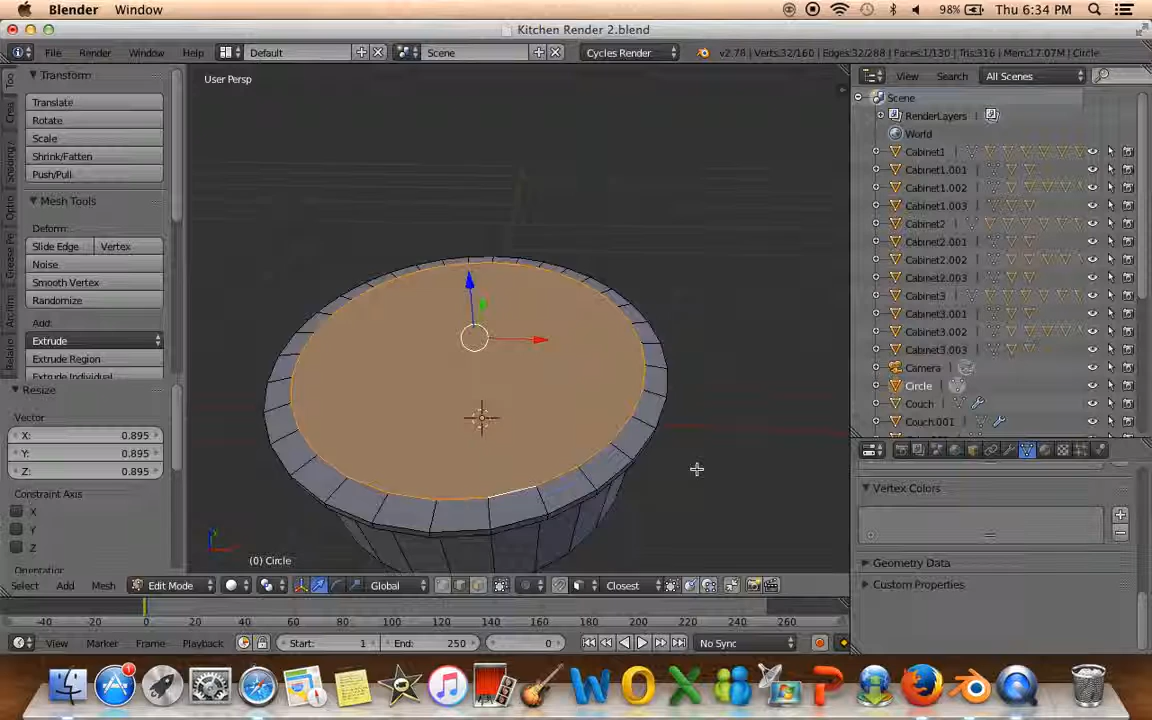 Blender Window 98% Thu 6:34 PM
Kitchen Render 2.blend
File Render Window Help Default Scene Cycles Render v2.78 | Verts:32/160 | Edges:32/288 | Faces:1/130 | Tris:316 | Mem:17.07M | Circle
Transform
Translate
Rotate
Scale
Shrink/Fatten
Push/Pull
Mesh Tools
Deform:
Slide Edge Vertex
Noise
Smooth Vertex
Randomize
Add:
Extrude
Extrude Region
Extrude Individual
Resize
Vector
X: 0.895
Y: 0.895
Z: 0.895
Constraint Axis
X
Y
Z
Orientation
User Persp
(0) Circle
View Search All Scenes
Scene
RenderLayers
World
Cabinet1
Cabinet1.001
Cabinet1.002
Cabinet1.003
Cabinet2
Cabinet2.001
Cabinet2.002
Cabinet2.003
Cabinet3
Cabinet3.001
Cabinet3.002
Cabinet3.003
Camera
Circle
Couch
Couch.001
Vertex Colors
Geometry Data
Custom Properties
Select Add Mesh Edit Mode Global Closest
-40 -20 0 20 40 60 80 100 120 140 160 180 200 220 240 260
View Marker Frame Playback Start: 1 End: 250 0 No Sync